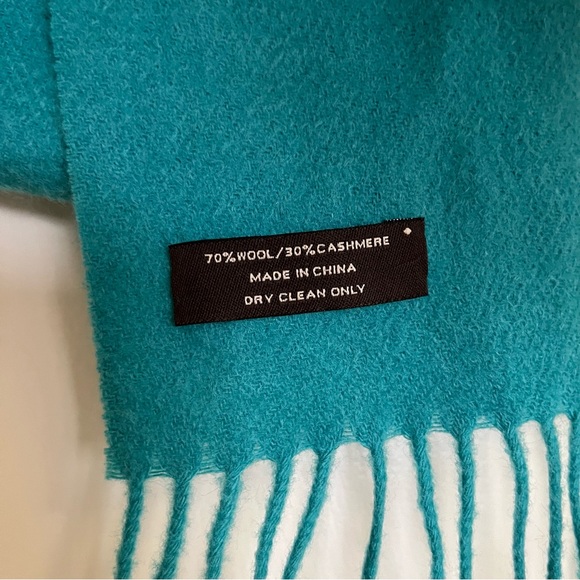 70%WOOL/30%CASHMERE
MADE IN CHINA
DRY CLEAN ONLY